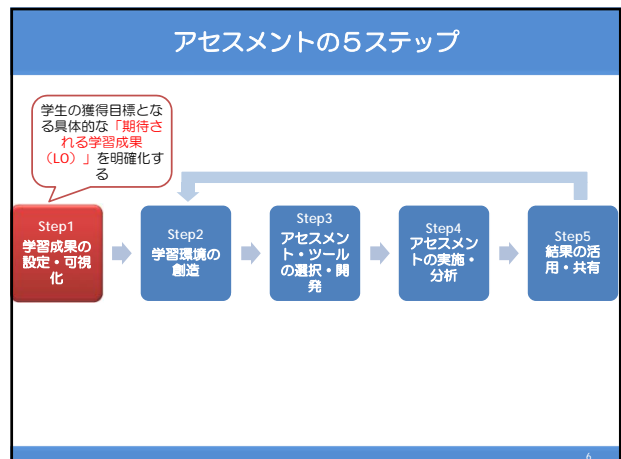 アセスメントの５ステップ
学生の獲得目標とな
る具体的な「期待さ
れる学習成果
（LO）」を明確化す
る
Step1
学習成果の
設定・可視
化
Step2
学習環境の
創造
Step3
アセスメン
ト・ツール
の選択・開
発
Step4
アセスメン
トの実施・
分析
Step5
結果の活
用・共有
6